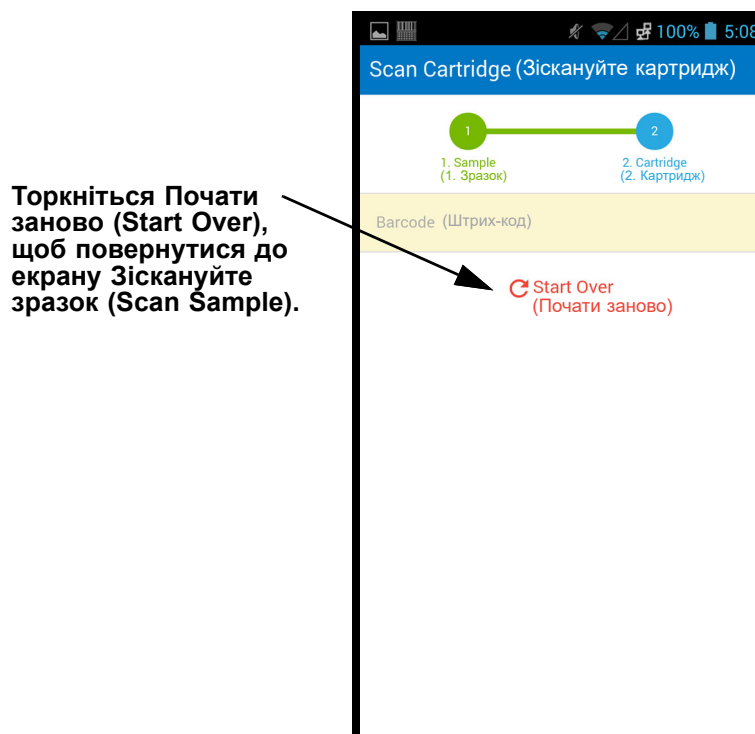 100% 5:08
Scan Cartridge (Зіскануйте картридж)
1 2
1. Sample
(1. Зразок)
2. Cartridge
(2. Картридж)
Торкніться Почати
заново (Start Over),
щоб повернутися до
екрану Зіскануйте
зразок (Scan Sample).
Barcode (Штрих-код)
Start Over
(Почати заново)